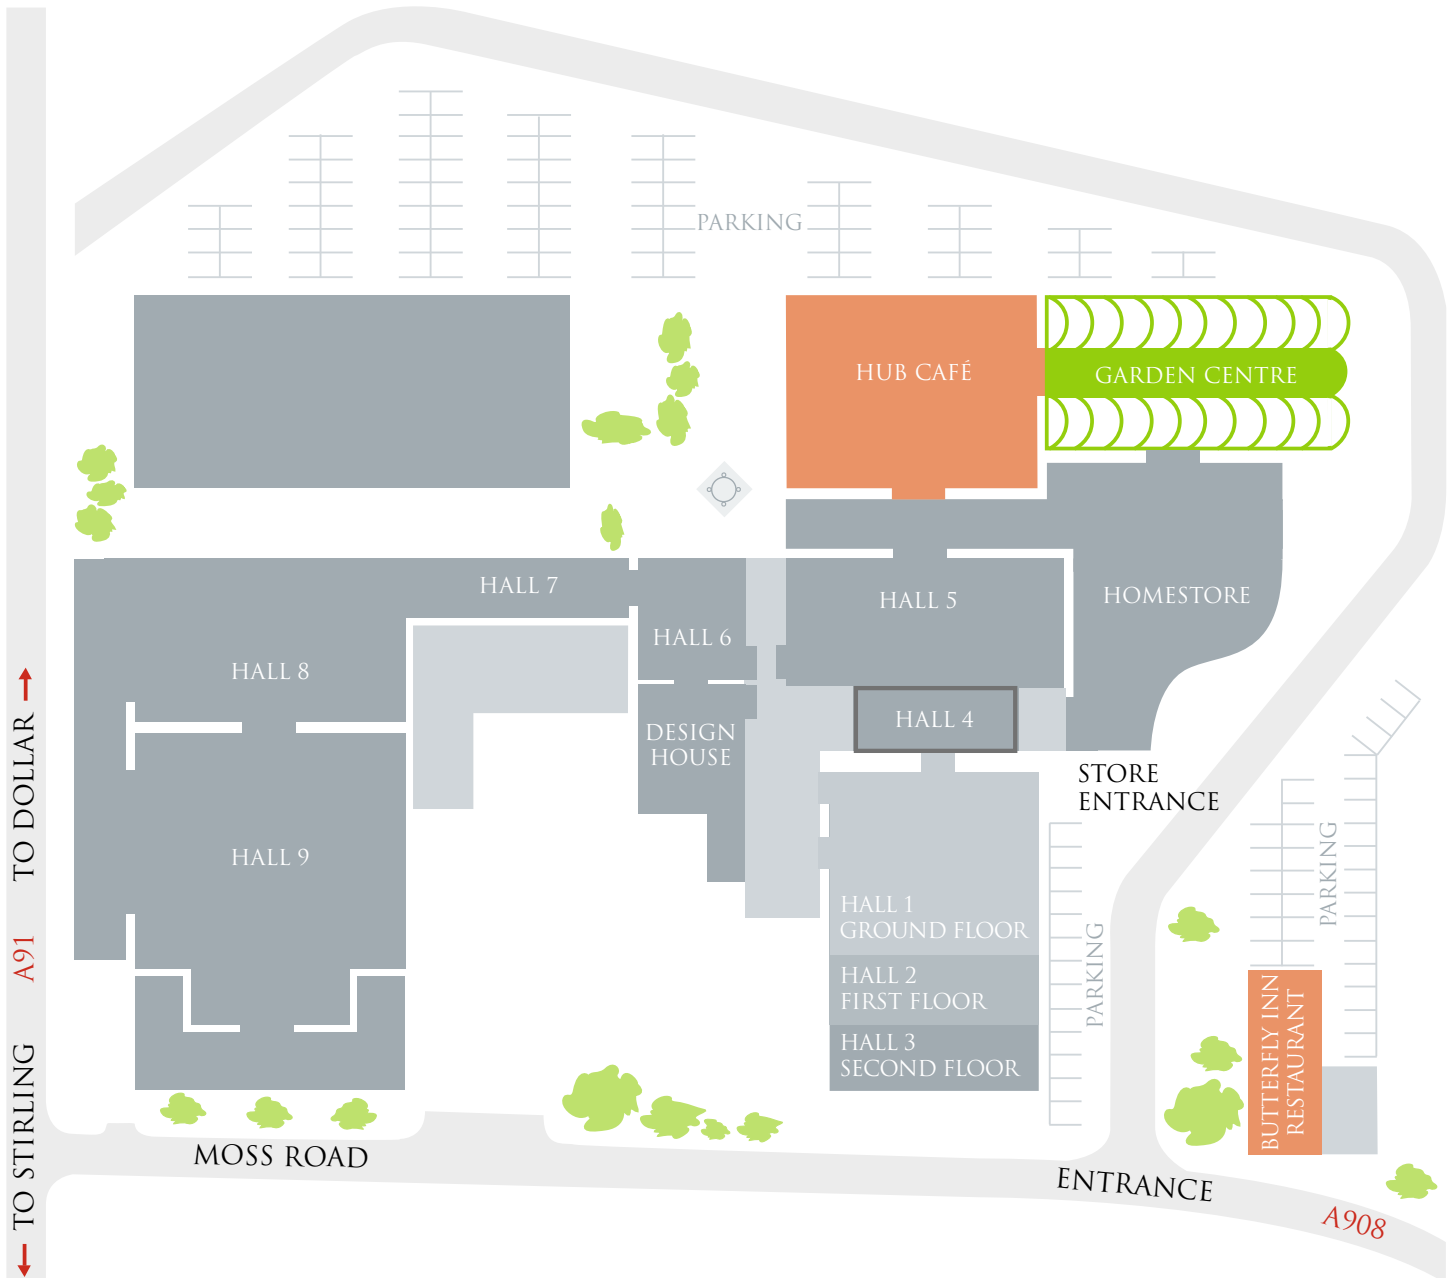 PARKING
HUB CAFÉ
GARDEN CENTRE
HALL 7
HALL 5
HOMESTORE
HALL 6
HALL 8
HALL 4
DESIGN
HOUSE
STORE
ENTRANCE
TO DOLLAR
A91
TO STIRLING
HALL 9
HALL 1
GROUND FLOOR
HALL 2
FIRST FLOOR
HALL 3
SECOND FLOOR
PARKING
PARKING
BUTTERFLY INN
RESTAURANT
MOSS ROAD
ENTRANCE
A908